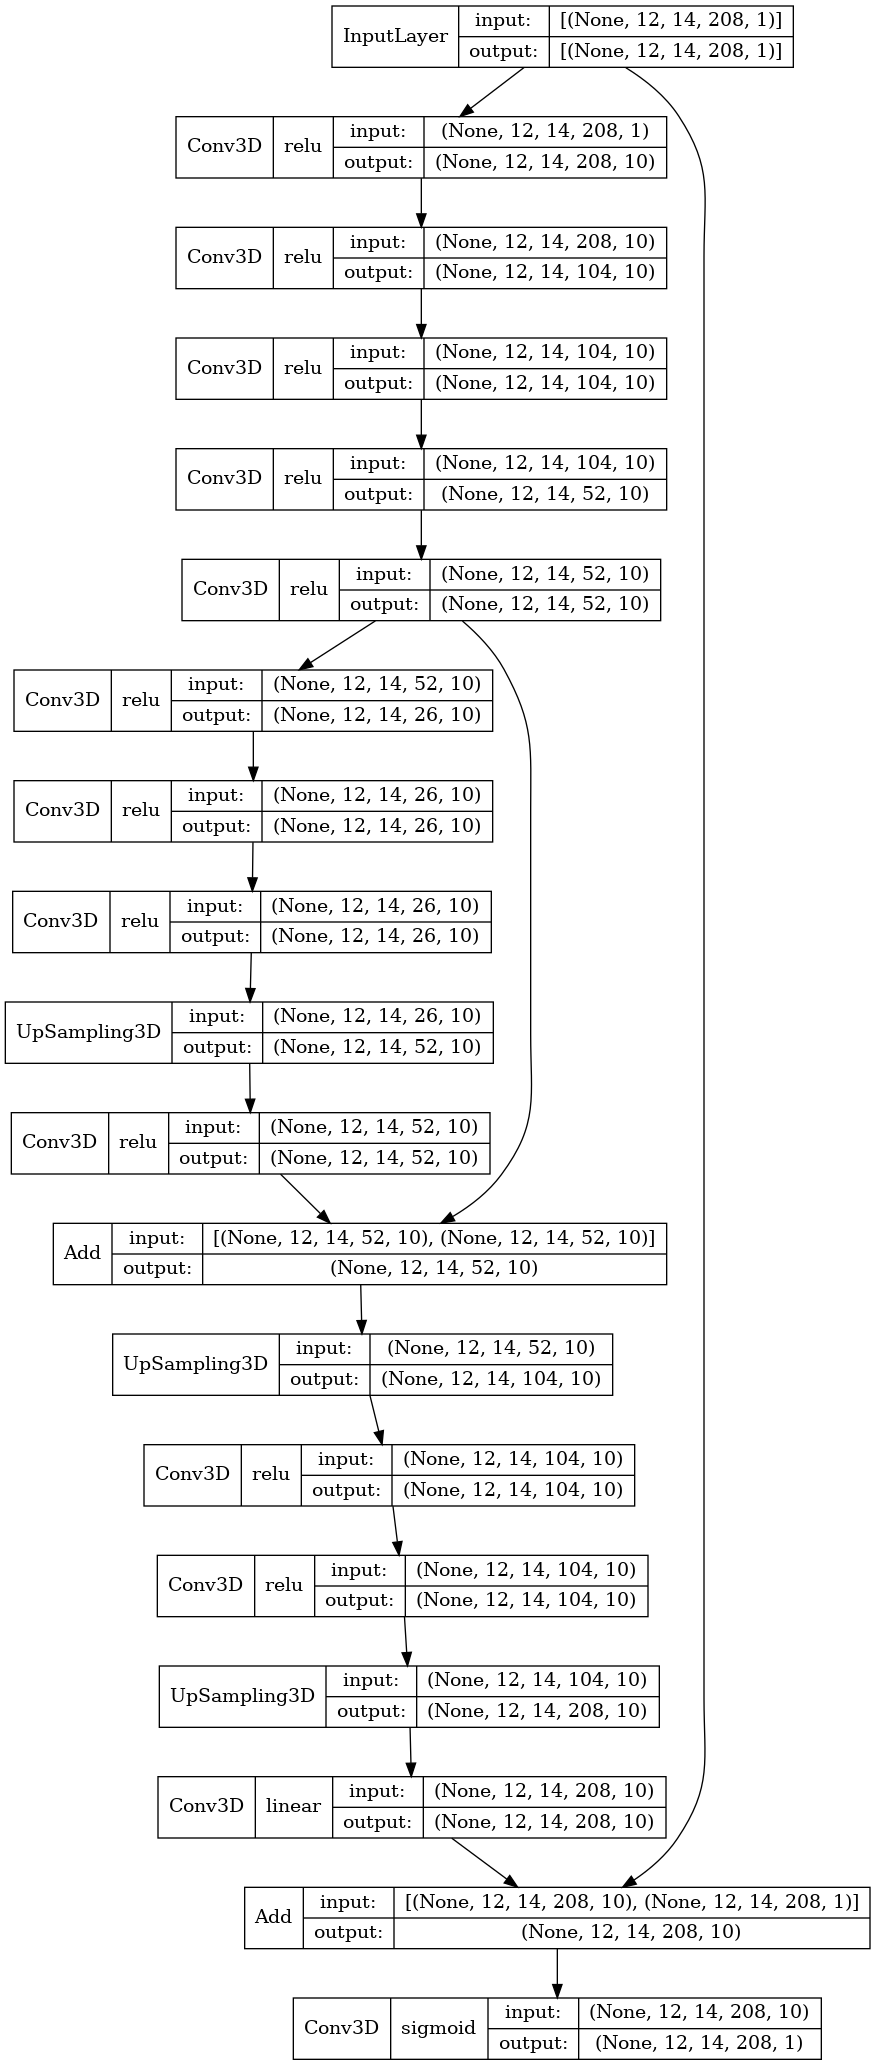 InputLayer input: [(None, 12, 14, 208, 1)]
output: [(None, 12, 14, 208, 1)]
Conv3D relu input: (None, 12, 14, 208, 1)
output: (None, 12, 14, 208, 10)
Conv3D relu input: (None, 12, 14, 208, 10)
output: (None, 12, 14, 104, 10)
Conv3D relu input: (None, 12, 14, 104, 10)
output: (None, 12, 14, 104, 10)
Conv3D relu input: (None, 12, 14, 104, 10)
output: (None, 12, 14, 52, 10)
Conv3D relu input: (None, 12, 14, 52, 10)
output: (None, 12, 14, 52, 10)
Conv3D relu input: (None, 12, 14, 52, 10)
output: (None, 12, 14, 26, 10)
Conv3D relu input: (None, 12, 14, 26, 10)
output: (None, 12, 14, 26, 10)
Conv3D relu input: (None, 12, 14, 26, 10)
output: (None, 12, 14, 26, 10)
UpSampling3D input: (None, 12, 14, 26, 10)
output: (None, 12, 14, 52, 10)
Conv3D relu input: (None, 12, 14, 52, 10)
output: (None, 12, 14, 52, 10)
Add input: [(None, 12, 14, 52, 10), (None, 12, 14, 52, 10)]
output: (None, 12, 14, 52, 10)
UpSampling3D input: (None, 12, 14, 52, 10)
output: (None, 12, 14, 104, 10)
Conv3D relu input: (None, 12, 14, 104, 10)
output: (None, 12, 14, 104, 10)
Conv3D relu input: (None, 12, 14, 104, 10)
output: (None, 12, 14, 104, 10)
UpSampling3D input: (None, 12, 14, 104, 10)
output: (None, 12, 14, 208, 10)
Conv3D linear input: (None, 12, 14, 208, 10)
output: (None, 12, 14, 208, 10)
Add input: [(None, 12, 14, 208, 10), (None, 12, 14, 208, 1)]
output: (None, 12, 14, 208, 10)
Conv3D sigmoid input: (None, 12, 14, 208, 10)
output: (None, 12, 14, 208, 1)